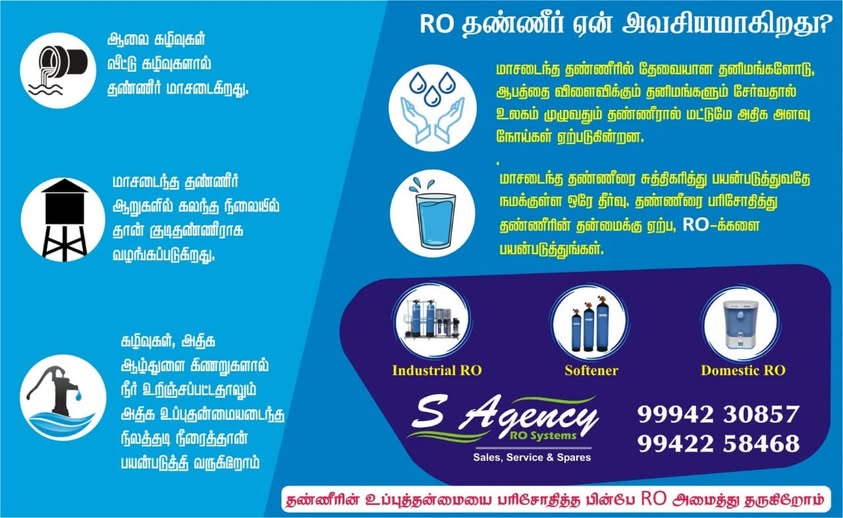 ஆலை கழிவுகள்
வீட்டு கழிவுகளால்
தண்ணீர் மாசடைகிறது.
மாசடைந்த தண்ணீர்
ஆறுகளில் கலந்த நிலையில்
தான் குடிதண்ணீராக
வழங்கப்படுகிறது.
கழிவுகள், அதிக
ஆழ்துளை கிணறுகளால்
நீர் உறிஞ்சப்பட்டதாலும்
அதிக உப்புதன்மையடைந்த
நிலத்தடி நீரைத்தான்
பயன்படுத்தி வருகிறோம்
RO தண்ணீர் ஏன் அவசியமாகிறது?
மாசடைந்த தண்ணீரில் தேவையான தனிமங்களோடு,
ஆபத்தை விளைவிக்கும் தனிமங்களும் சேர்வதால்
உலகம் முழுவதும் தண்ணீரால் மட்டுமே அதிக அளவு
நோய்கள் ஏற்படுகின்றன.
.
மாசடைந்த தண்ணீரை சுத்திகரித்து பயன்படுத்துவதே
நமக்குள்ள ஒரே தீர்வு. தண்ணீரை பரிசோதித்து
தண்ணீரின் தன்மைக்கு ஏற்ப, RO-க்களை
பயன்படுத்துங்கள்.
Industrial RO
Softener
Domestic RO
S Agency
RO Systems
Sales, Service & Spares
99942 30857
99422 58468
தண்ணீரின் உப்புத்தன்மையை பரிசோதித்த பின்பே RO அமைத்து தருகிறோம்